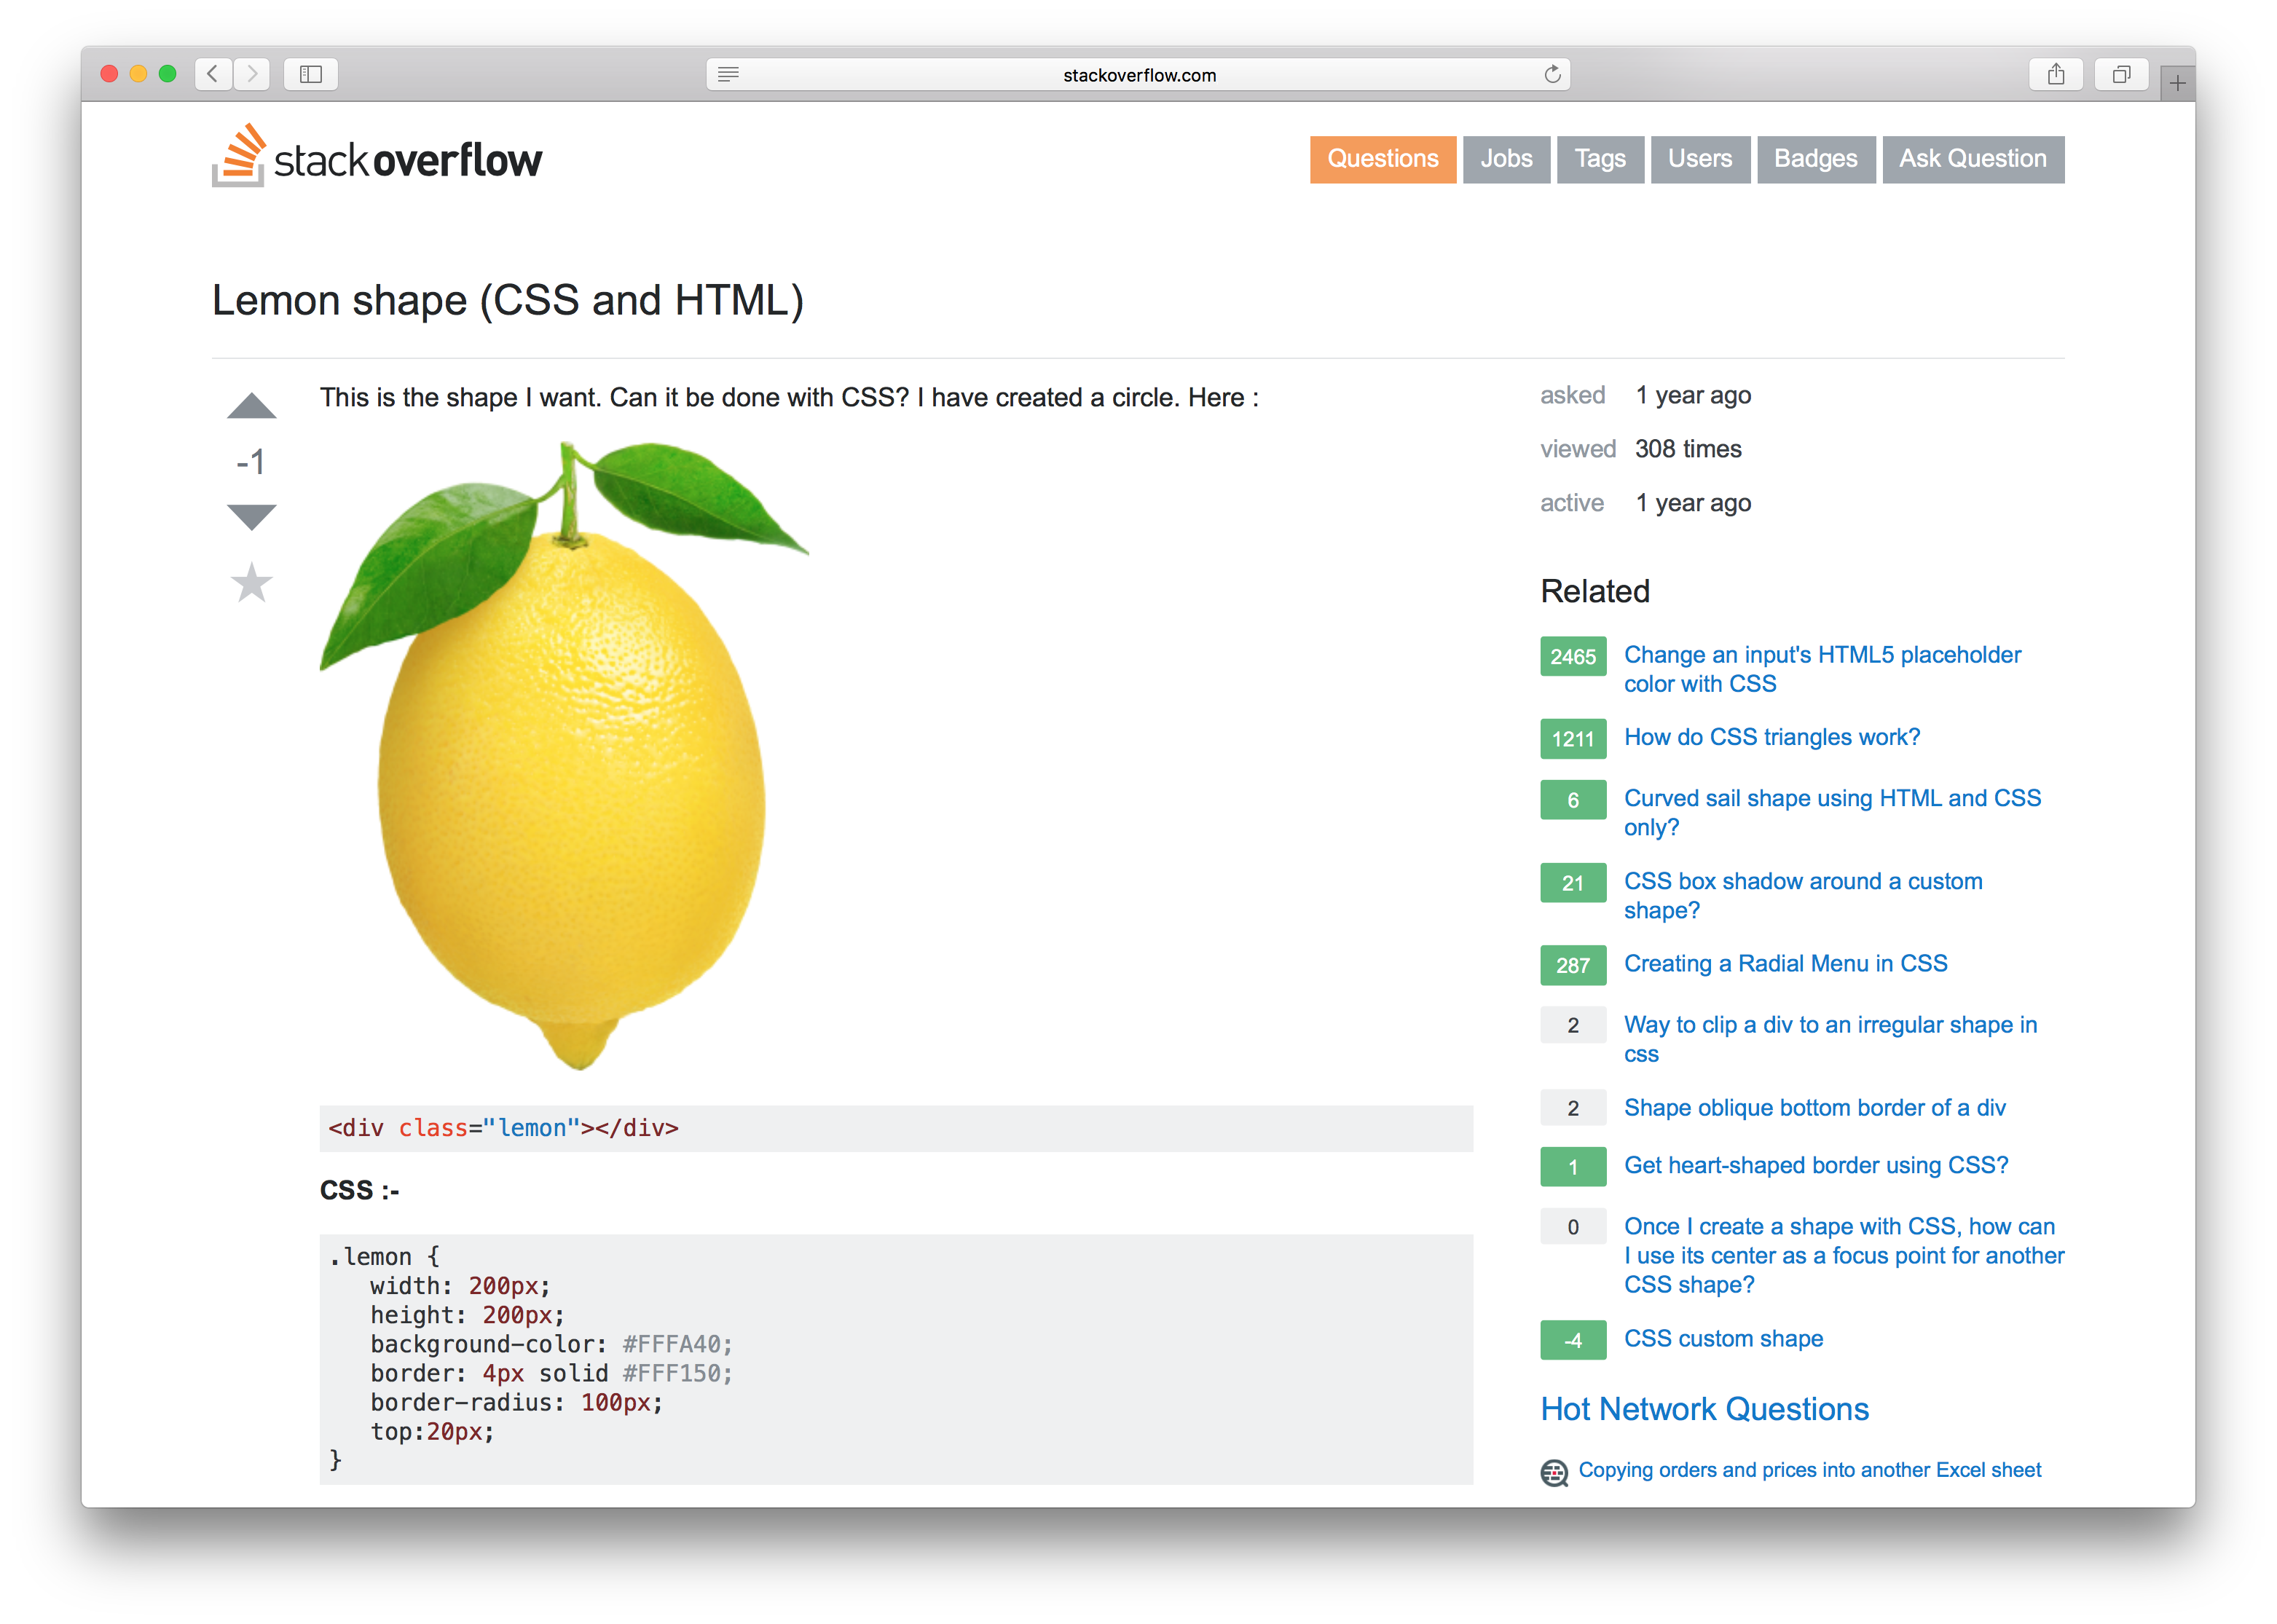 stackoverflow.com
stackoverflow
Questions Jobs Tags Users Badges Ask Question
Lemon shape (CSS and HTML)
This is the shape I want. Can it be done with CSS? I have created a circle. Here :
-1
<div class="lemon"></div>
CSS :-
.lemon {
width: 200px;
height: 200px;
background-color: #FFFA40;
border: 4px solid #FFF150;
border-radius: 100px;
top:20px;
}
asked 1 year ago
viewed 308 times
active 1 year ago
Related
2465 Change an input's HTML5 placeholder
color with CSS
1211 How do CSS triangles work?
6 Curved sail shape using HTML and CSS
only?
21 CSS box shadow around a custom
shape?
287 Creating a Radial Menu in CSS
2 Way to clip a div to an irregular shape in
css
2 Shape oblique bottom border of a div
1 Get heart-shaped border using CSS?
0 Once I create a shape with CSS, how can
I use its center as a focus point for another
CSS shape?
-4 CSS custom shape
Hot Network Questions
Copying orders and prices into another Excel sheet